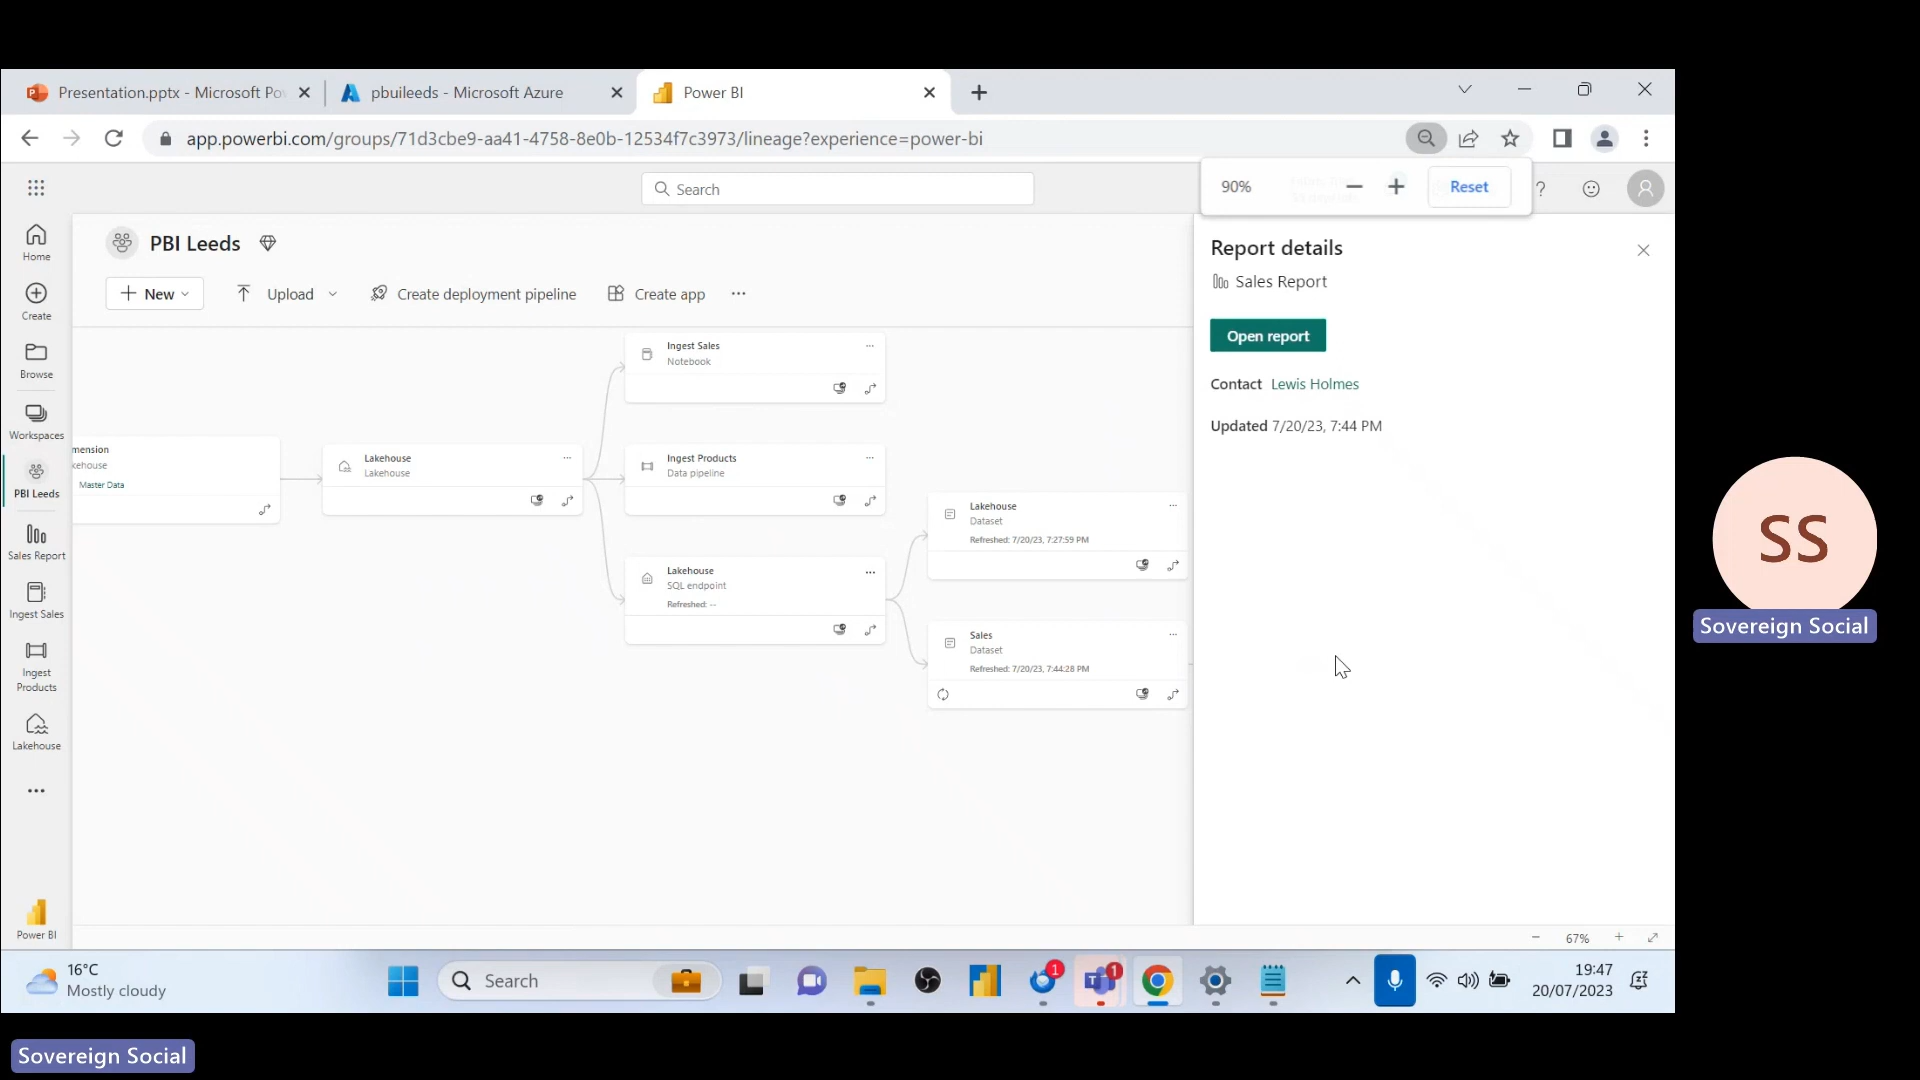 Presentation.pptx - Microsoft Po
pbuileeds - Microsoft Azure
Power BI
app.powerbi.com/groups/71d3cbe9-aa41-4758-8e0b-12534f7c3973/lineage?experience=power-bi
Search
90%
Reset
Home
Create
Browse
Workspaces
PBI Leeds
Sales Report
Ingest Sales
Ingest
Products
Lakehouse
Power BI
PBI Leeds
New
Upload
Create deployment pipeline
Create app
mension
kehouse
Master Data
Lakehouse
Lakehouse
Ingest Sales
Notebook
Ingest Products
Data pipeline
Lakehouse
SQL endpoint
Refreshed: --
Lakehouse
Dataset
Refreshed: 7/20/23, 7:27:59 PM
Sales
Dataset
Refreshed: 7/20/23, 7:44:28 PM
Report details
Sales Report
Open report
Contact Lewis Holmes
Updated 7/20/23, 7:44 PM
67%
16°C
Mostly cloudy
Search
1
1
19:47
20/07/2023
SS
Sovereign Social
Sovereign Social